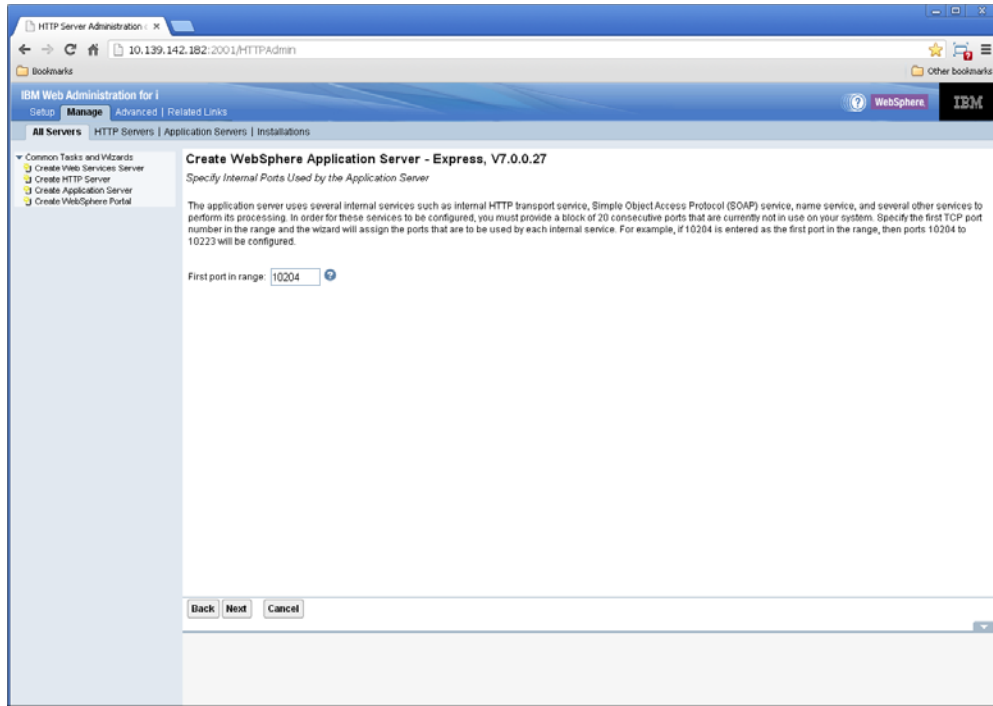 HTTP Server Administration
10.139.142.182:2001/HTTPAdmin
Bookmarks
Other bookmarks
IBM Web Administration for i
Setup Manage Advanced | Related Links
WebSphere.
IBM
All Servers HTTP Servers | Application Servers | Installations
Common Tasks and Wizards
Create Web Services Server
Create HTTP Server
Create Application Server
Create WebSphere Portal
Create WebSphere Application Server - Express, V7.0.0.27
Specify Internal Ports Used by the Application Server
The application server uses several internal services such as internal HTTP transport service, Simple Object Access Protocol (SOAP) service, name service, and several other services to
perform its processing. In order for these services to be configured, you must provide a block of 20 consecutive ports that are currently not in use on your system. Specify the first TCP port
number in the range and the wizard will assign the ports that are to be used by each internal service. For example, if 10204 is entered as the first port in the range, then ports 10204 to
10223 will be configured.
First port in range: 10204
Back Next Cancel